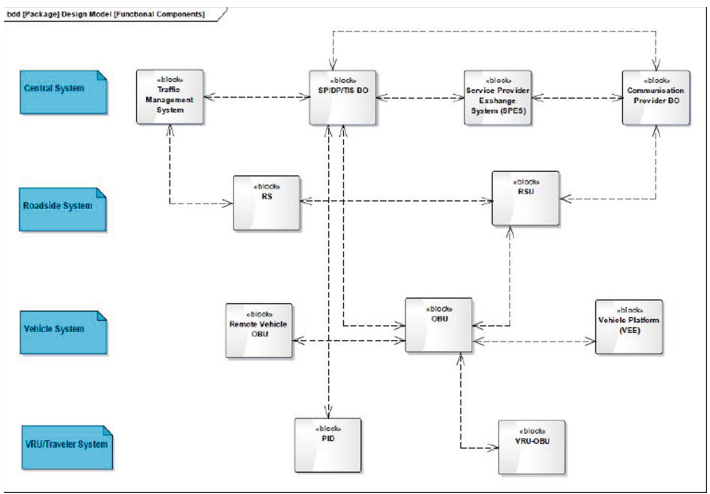 bdd [Package] Design Model [Functional Components]
Central System
«block»
Traffic
Management
System
«block»
SP/DP/TIS BO
«block»
Service Provider
Exchange
System (SPES)
«block»
Communication
Provider BO
Roadside System
«block»
RS
«block»
RSU
Vehicle System
«block»
Remote Vehicle
OBU
«block»
OBU
«block»
Vehicle Platform
(VEE)
VRU/Traveler System
«block»
PID
«block»
VRU-OBU